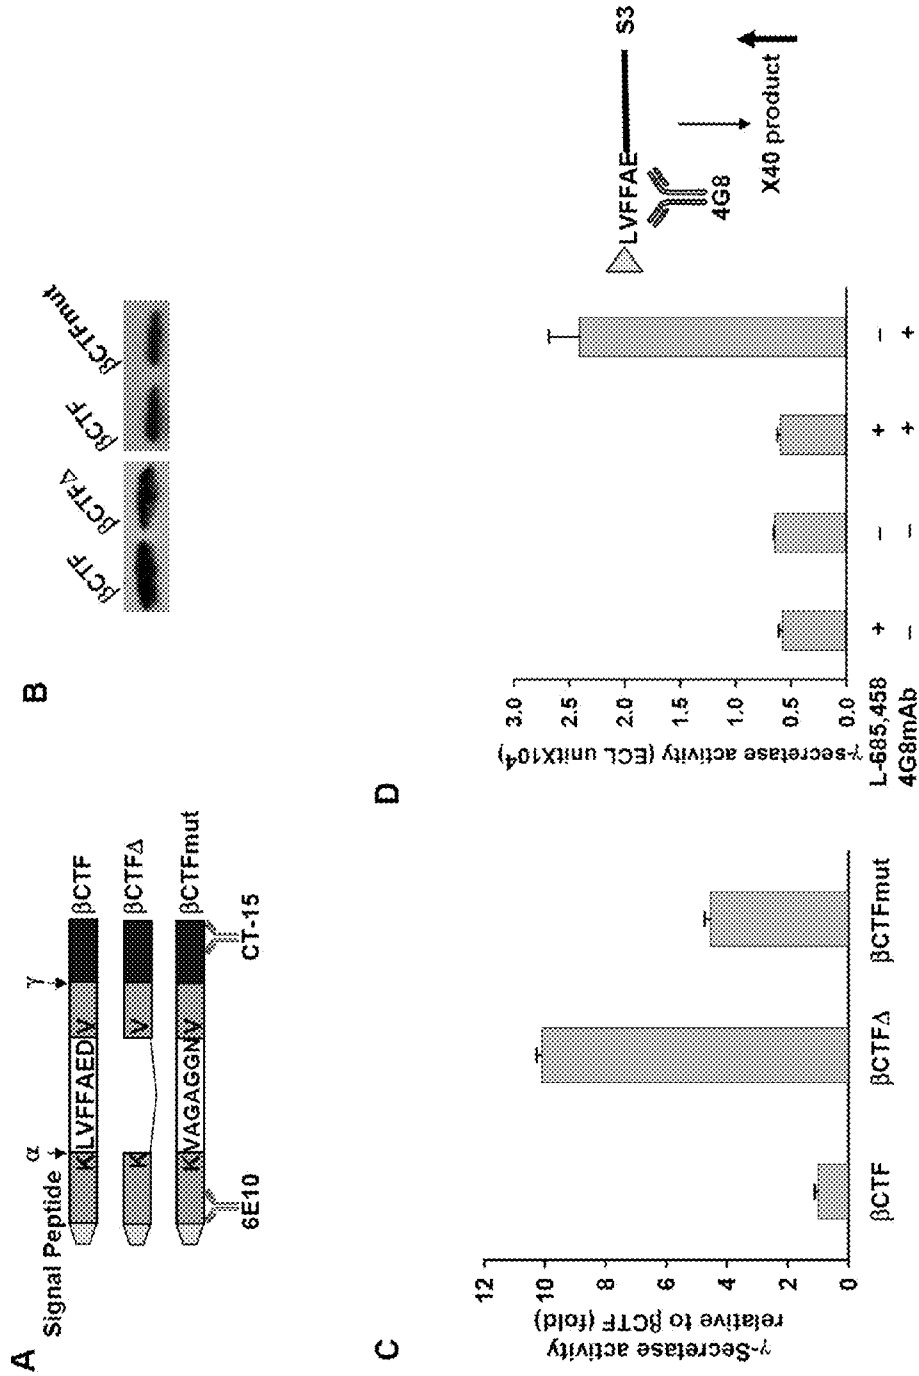 A
Signal Peptide
α
γ
KLVFFAEDV
βCTF
K
V
βCTFΔ
KVAGAGGNV
βCTFmut
6E10
CT-15
B
βCTF
βCTFΔ
βCTF
βCTFmut
C
γ-Secretase activity
relative to βCTF (fold)
12
10
8
6
4
2
0
βCTF
βCTFΔ
βCTFmut
D
γ-secretase activity (ECL unitX10⁴)
3.0
2.5
2.0
1.5
1.0
0.5
0.0
L-685,458
+
−
+
−
4G8mAb
−
−
+
+
LVFFAE
S3
4G8
X40 product